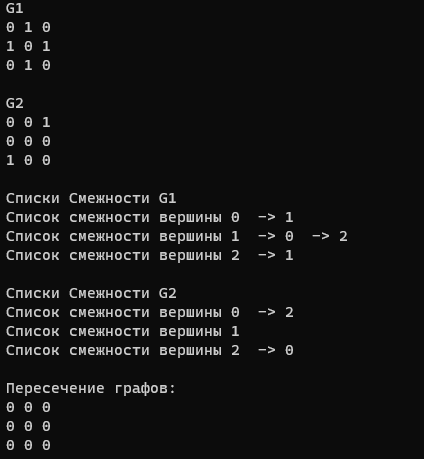 G1
0 1 0
1 0 1
0 1 0
G2
0 0 1
0 0 0
1 0 0
Списки Смежности G1
Список смежности вершины 0  -> 1
Список смежности вершины 1  -> 0  -> 2
Список смежности вершины 2  -> 1
Списки Смежности G2
Список смежности вершины 0  -> 2
Список смежности вершины 1
Список смежности вершины 2  -> 0
Пересечение графов:
0 0 0
0 0 0
0 0 0